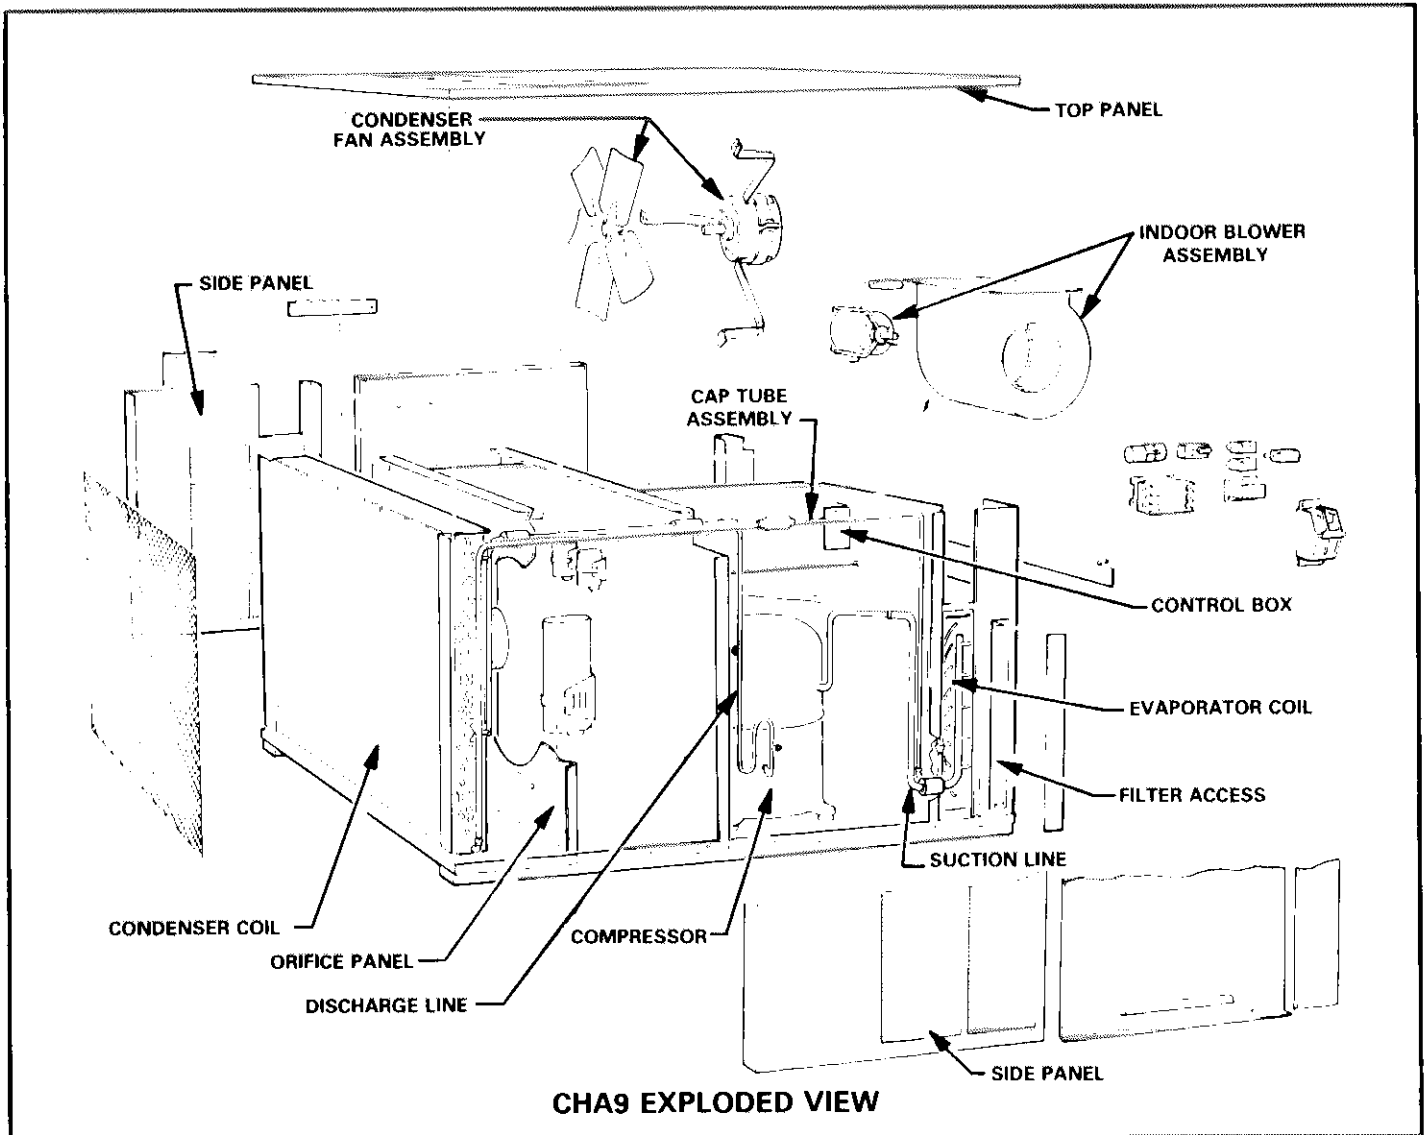 TOP PANEL
CONDENSER
FAN ASSEMBLY
INDOOR BLOWER
ASSEMBLY
SIDE PANEL
CAP TUBE
ASSEMBLY
CONTROL BOX
EVAPORATOR COIL
FILTER ACCESS
SUCTION LINE
CONDENSER COIL
COMPRESSOR
ORIFICE PANEL
DISCHARGE LINE
SIDE PANEL
CHA9 EXPLODED VIEW